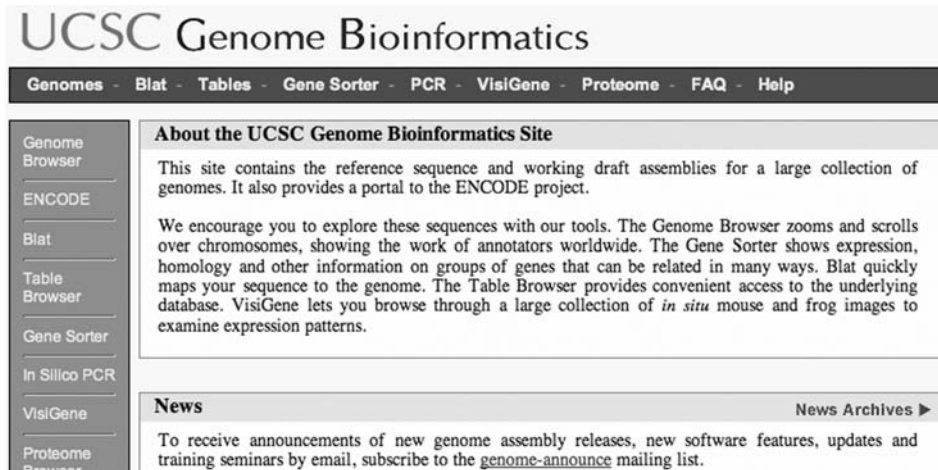 UCSC Genome Bioinformatics
Genomes - Blat - Tables - Gene Sorter - PCR - VisiGene - Proteome - FAQ - Help
Genome
Browser
ENCODE
Blat
Table
Browser
Gene Sorter
In Silico PCR
VisiGene
Proteome
About the UCSC Genome Bioinformatics Site
This site contains the reference sequence and working draft assemblies for a large collection of
genomes. It also provides a portal to the ENCODE project.
We encourage you to explore these sequences with our tools. The Genome Browser zooms and scrolls
over chromosomes, showing the work of annotators worldwide. The Gene Sorter shows expression,
homology and other information on groups of genes that can be related in many ways. Blat quickly
maps your sequence to the genome. The Table Browser provides convenient access to the underlying
database. VisiGene lets you browse through a large collection of in situ mouse and frog images to
examine expression patterns.
News
News Archives ▶
To receive announcements of new genome assembly releases, new software features, updates and
training seminars by email, subscribe to the genome-announce mailing list.